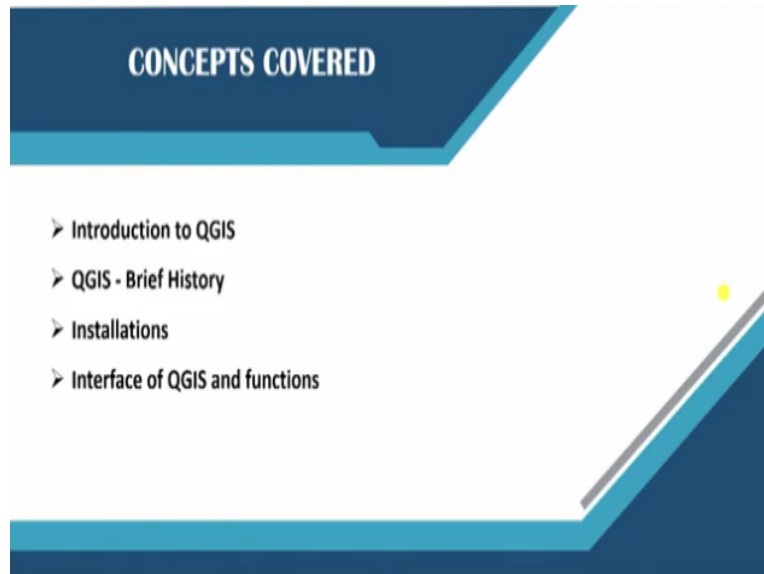 CONCEPTS COVERED
➢ Introduction to QGIS
➢ QGIS - Brief History
➢ Installations
➢ Interface of QGIS and functions